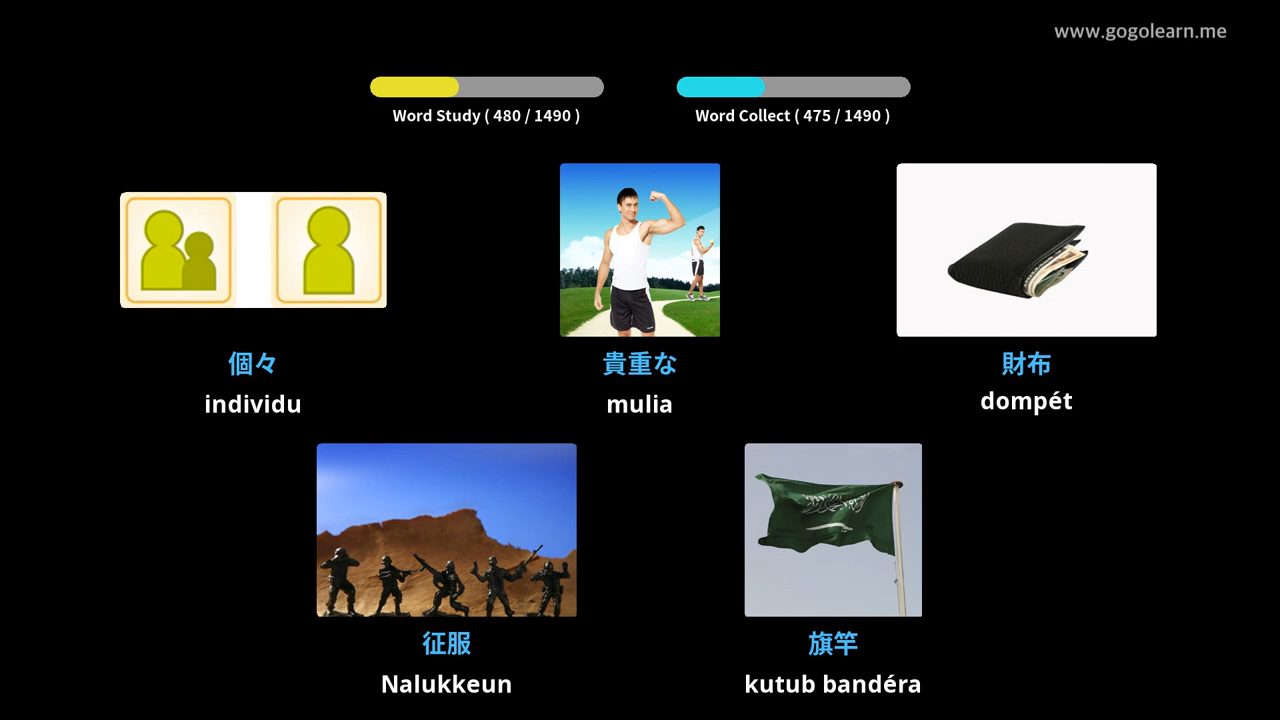 www.gogolearn.me
Word Study ( 480 / 1490 )
Word Collect ( 475 / 1490 )
個々
individu
貴重な
mulia
財布
dompét
征服
Nalukkeun
旗竿
kutub bandéra